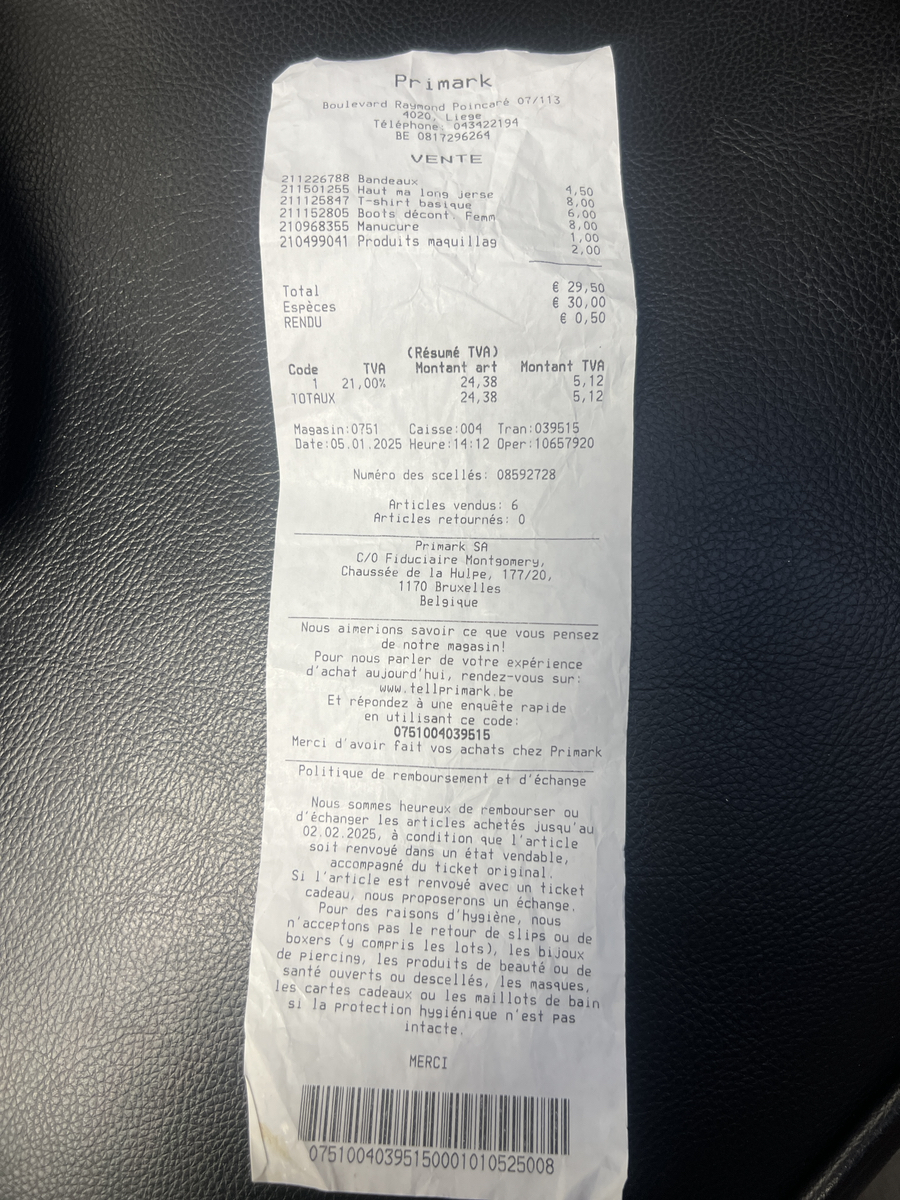 Primark
Boulevard Raymond Poincaré 07/113
4020, Liege
Téléphone: 043422194
BE 0817296264
VENTE
211226788 Bandeaux 4,50
211501255 Haut ma long jerse 8,00
211125847 T-shirt basique 6,00
211152805 Boots décont. Femm 8,00
210968355 Manucure 1,00
210499041 Produits maquillag 2,00
Total € 29,50
Espèces € 30,00
RENDU € 0,50
(Résumé TVA)
Code TVA Montant art Montant TVA
1 21,00% 24,38 5,12
TOTAUX 24,38 5,12
Magasin:0751 Caisse:004 Tran:039515
Date:05.01.2025 Heure:14:12 Oper:10657920
Numéro des scellés: 08592728
Articles vendus: 6
Articles retournés: 0
Primark SA
C/O Fiduciaire Montgomery,
Chaussée de la Hulpe, 177/20,
1170 Bruxelles
Belgique
Nous aimerions savoir ce que vous pensez
de notre magasin!
Pour nous parler de votre expérience
d'achat aujourd'hui, rendez-vous sur:
www.tellprimark.be
Et répondez à une enquête rapide
en utilisant ce code:
0751004039515
Merci d'avoir fait vos achats chez Primark
Politique de remboursement et d'échange
Nous sommes heureux de rembourser ou
d'échanger les articles achetés jusqu'au
02.02.2025, à condition que l'article
soit renvoyé dans un état vendable,
accompagné du ticket original.
Si l'article est renvoyé avec un ticket
cadeau, nous proposerons un échange.
Pour des raisons d'hygiène, nous
n'acceptons pas le retour de slips ou de
boxers (y compris les lots), les bijoux
de piercing, les produits de beauté ou de
santé ouverts ou descellés, les masques,
les cartes cadeaux ou les maillots de bain
si la protection hygiénique n'est pas
intacte.
MERCI
07510040395150001010525008